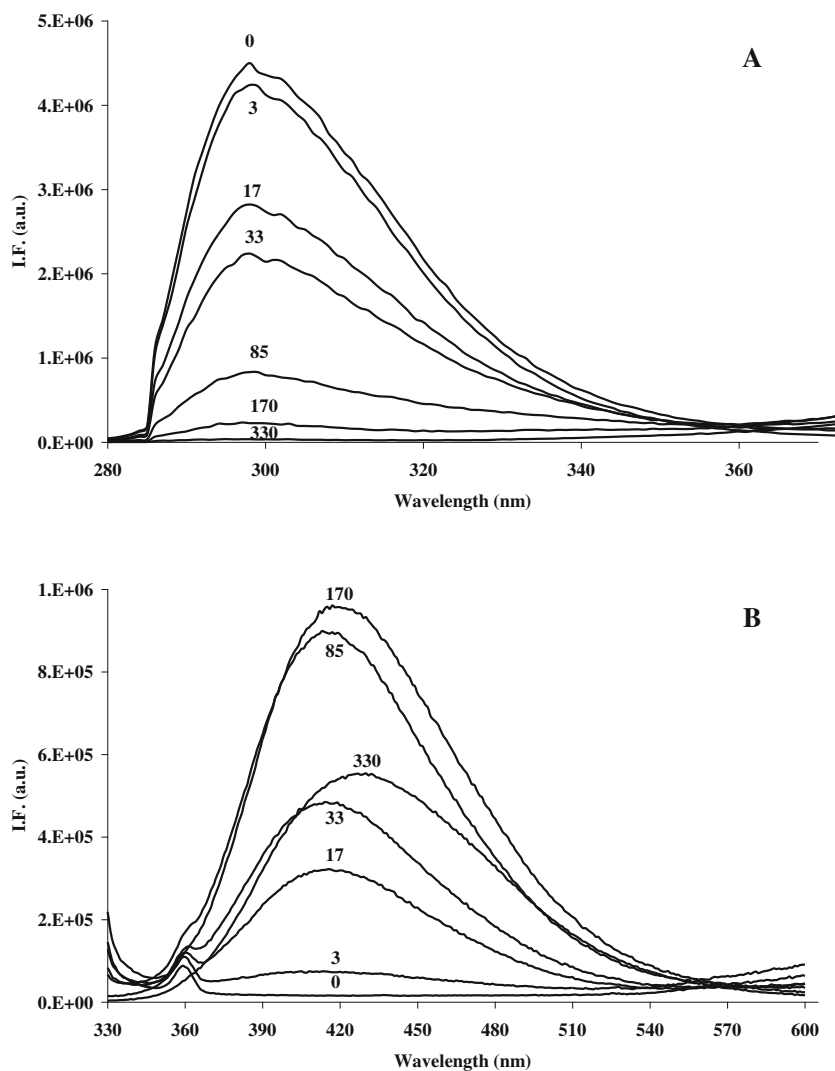 A
5.E+06
4.E+06
3.E+06
2.E+06
1.E+06
0.E+00
I.F. (a.u.)
0
3
17
33
85
170
330
280 300 320 340 360
Wavelength (nm)
B
1.E+06
8.E+05
6.E+05
4.E+05
2.E+05
0.E+00
I.F. (a.u.)
170
85
330
33
17
3
0
330 360 390 420 450 480 510 540 570 600
Wavelength (nm)